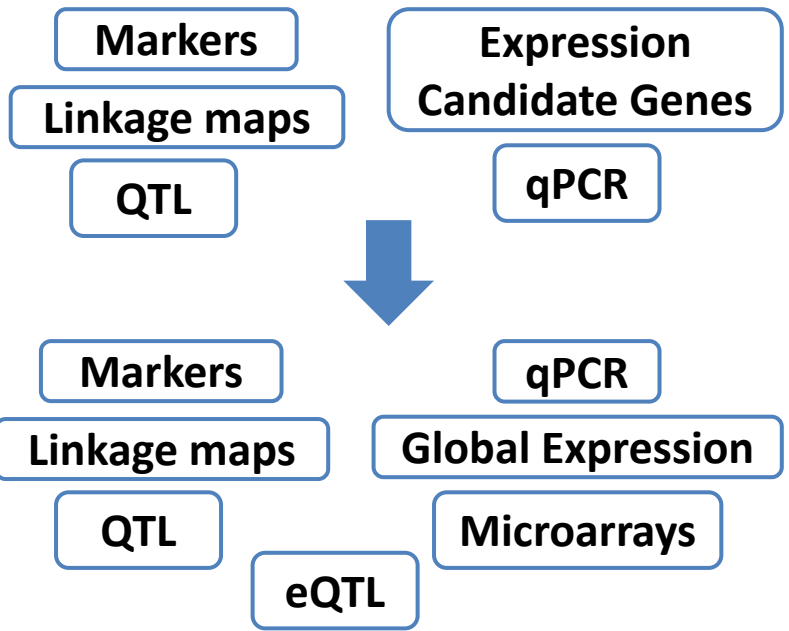 Markers
Linkage maps
QTL
Expression
Candidate Genes
qPCR
Markers
Linkage maps
QTL
qPCR
Global Expression
Microarrays
eQTL